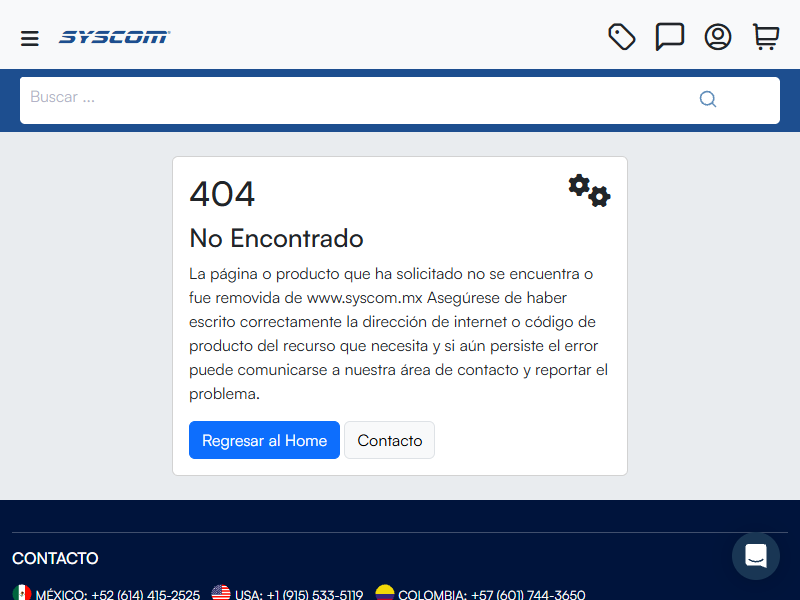 SYSCOM
Buscar ...
404
No Encontrado
La página o producto que ha solicitado no se encuentra o
fue removida de www.syscom.mx Asegúrese de haber
escrito correctamente la dirección de internet o código de
producto del recurso que necesita y si aún persiste el error
puede comunicarse a nuestra área de contacto y reportar el
problema.
Regresar al Home Contacto
CONTACTO
MÉXICO: +52 (614) 415-2525 USA: +1 (915) 533-5119 COLOMBIA: +57 (601) 744-3650